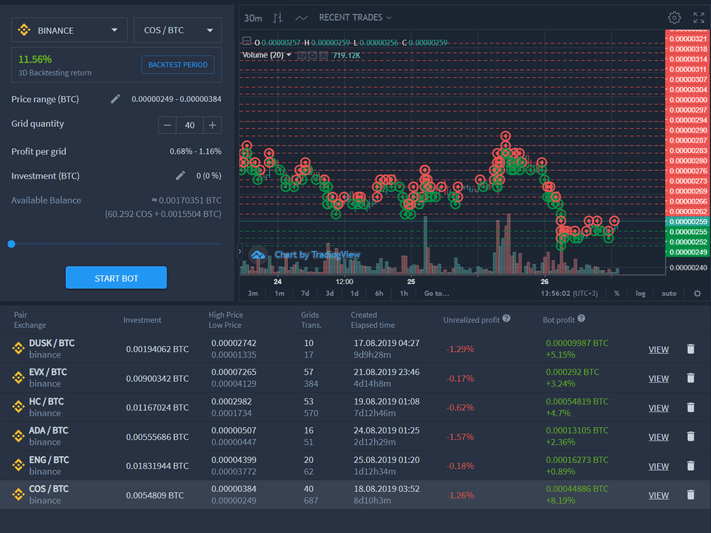 BINANCE
COS / BTC
11.56%
3D Backtesting return
BACKTEST PERIOD
Price range (BTC)
0.00000249 - 0.00000384
Grid quantity
— 40 +
Profit per grid
0.68% - 1.16%
Investment (BTC)
0 (0 %)
Available Balance
≈ 0.00170351 BTC
(60.292 COS + 0.0015504 BTC)
START BOT
30m
RECENT TRADES
O 0.00000257 H 0.00000259 L 0.00000256 C 0.00000259
Volume (20) 719.12K
0.00000321
0.00000318
0.00000314
0.00000311
0.00000307
0.00000304
0.00000300
0.00000297
0.00000294
0.00000290
0.00000287
0.00000283
0.00000280
0.00000276
0.00000273
0.00000269
0.00000266
0.00000262
0.00000259
0.00000255
0.00000252
0.00000249
0.00000240
Chart by TradingView
24 12:00 25 26
3m 1m 7d 3d 1d 6h 1h Go to...
13:56:02 (UTC+3) % log auto
Pair
Exchange
Investment
High Price
Low Price
Grids
Trans.
Created
Elapsed time
Unrealized profit ?
Bot profit ?
DUSK / BTC
binance
0.00194062 BTC
0.00002742
0.00001335
10
17
17.08.2019 04:27
9d9h28m
-1.29%
0.00009987 BTC
+5.15%
VIEW
EVX / BTC
binance
0.00900342 BTC
0.00007265
0.00004129
57
384
21.08.2019 23:46
4d14h8m
-0.17%
0.000292 BTC
+3.24%
VIEW
HC / BTC
binance
0.01167024 BTC
0.0002982
0.0001734
53
570
19.08.2019 01:08
7d12h46m
-0.62%
0.00054819 BTC
+4.7%
VIEW
ADA / BTC
binance
0.00555686 BTC
0.00000507
0.00000447
16
51
24.08.2019 01:25
2d12h29m
-1.57%
0.00013105 BTC
+2.36%
VIEW
ENG / BTC
binance
0.01831944 BTC
0.00004399
0.00003772
20
62
25.08.2019 01:20
1d12h34m
-0.18%
0.00016273 BTC
+0.89%
VIEW
COS / BTC
binance
0.0054809 BTC
0.00000384
0.00000249
40
687
18.08.2019 03:52
8d10h3m
-1.26%
0.00044886 BTC
+8.19%
VIEW